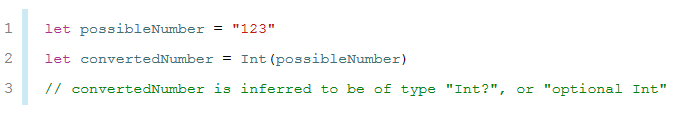 1 let possibleNumber = "123"
2 let convertedNumber = Int(possibleNumber)
3 // convertedNumber is inferred to be of type "Int?", or "optional Int"